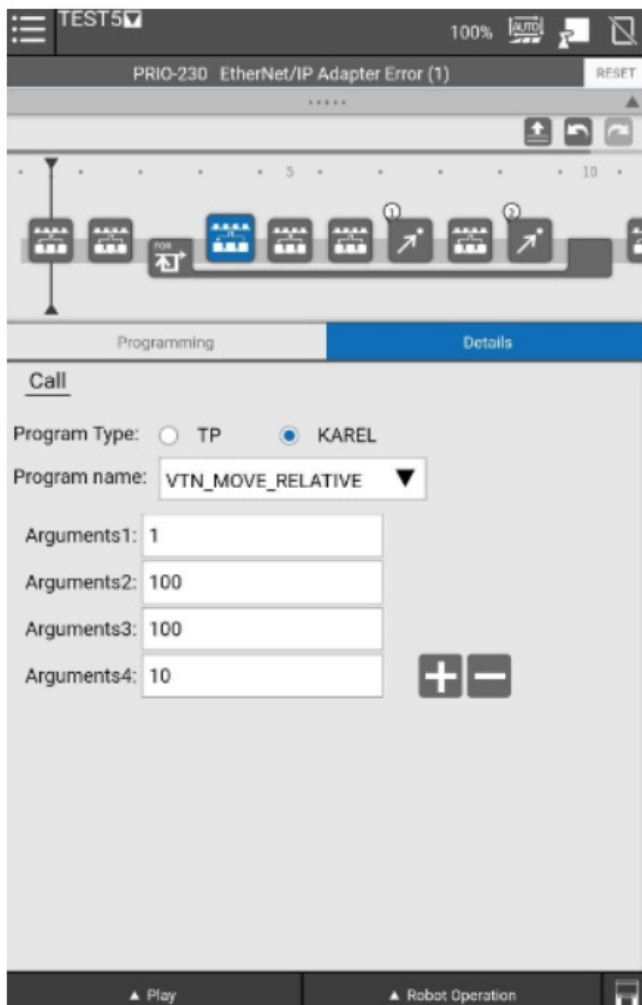 TEST5
100% AUTO
PRIO-230 EtherNet/IP Adapter Error (1) RESET
5 10
1 2
FOR
Programming Details
Call
Program Type: TP KAREL
Program name: VTN_MOVE_RELATIVE
Arguments1: 1
Arguments2: 100
Arguments3: 100
Arguments4: 10
Play Robot Operation